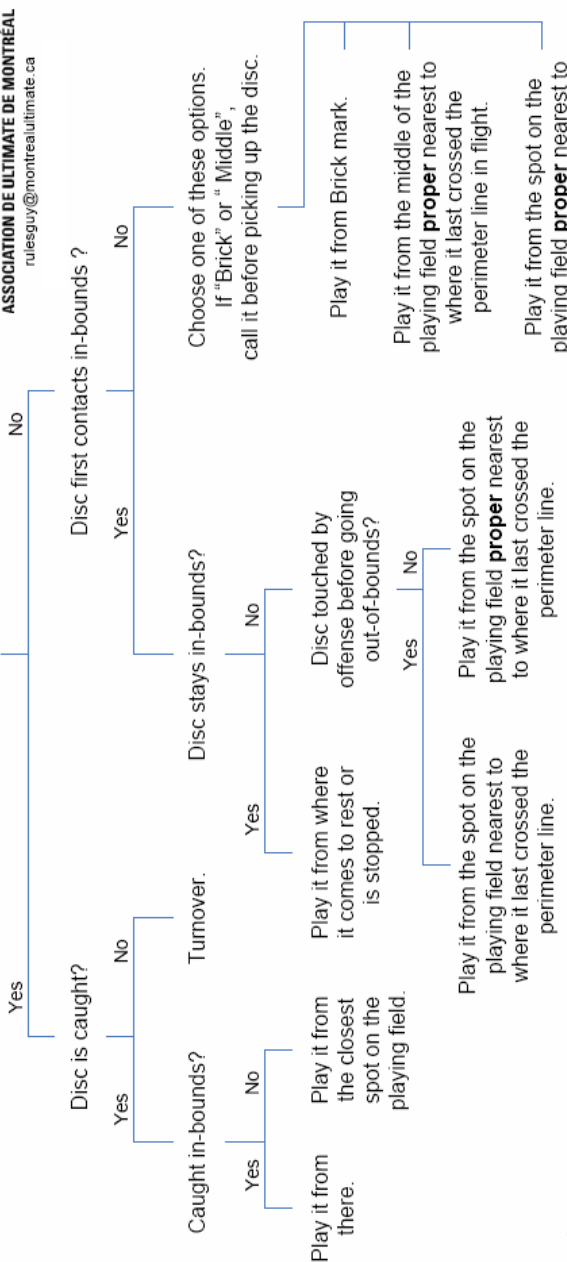 ASSOCIATION DE ULTIMATE DE MONTRÉAL
rulesguy@montrealultimate.ca
Yes
No
Disc is caught?
Disc first contacts in-bounds ?
Yes
No
Yes
No
Caught in-bounds?
Turnover.
Disc stays in-bounds?
Choose one of these options.
If “Brick” or “ Middle”,
call it before picking up the disc.
Yes
No
Yes
No
Play it from
there.
Play it from
the closest
spot on the
playing field.
Play it from where
it comes to rest or
is stopped.
Disc touched by
offense before going
out-of-bounds?
Play it from Brick mark.
Yes
No
Play it from the middle of the
playing field proper nearest to
where it last crossed the
perimeter line in flight.
Play it from the spot on the
playing field nearest to
where it last crossed the
perimeter line.
Play it from the spot on the
playing field proper nearest
to where it last crossed the
perimeter line.
Play it from the spot on the
playing field proper nearest to